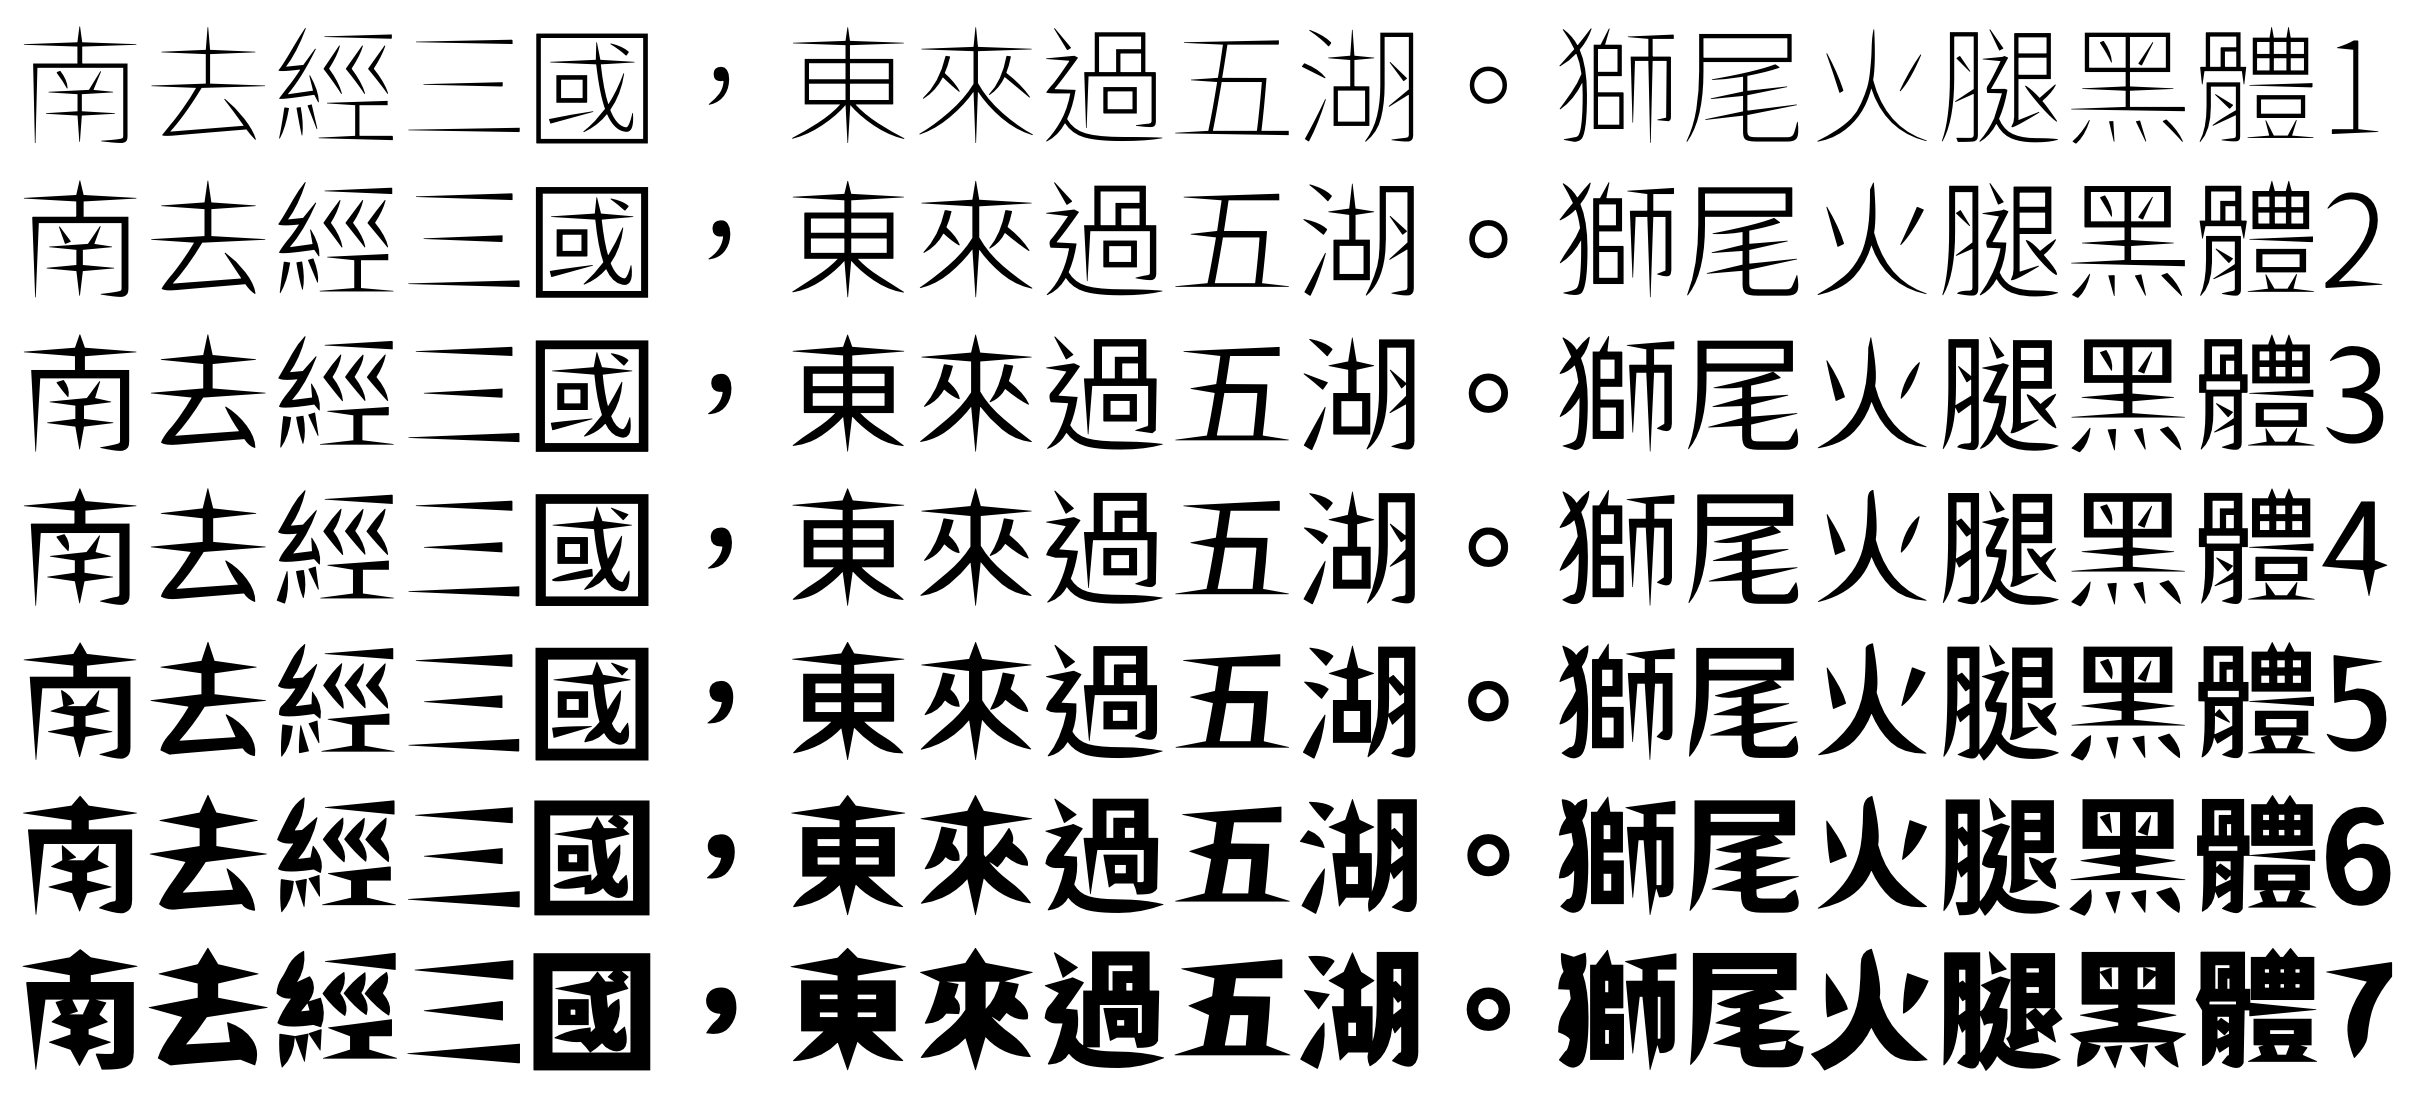 南去經三國，東來過五湖。獅尾火腿黑體1
南去經三國，東來過五湖。獅尾火腿黑體2
南去經三國，東來過五湖。獅尾火腿黑體3
南去經三國，東來過五湖。獅尾火腿黑體4
南去經三國，東來過五湖。獅尾火腿黑體5
南去經三國，東來過五湖。獅尾火腿黑體6
南去經三國，東來過五湖。獅尾火腿黑體7